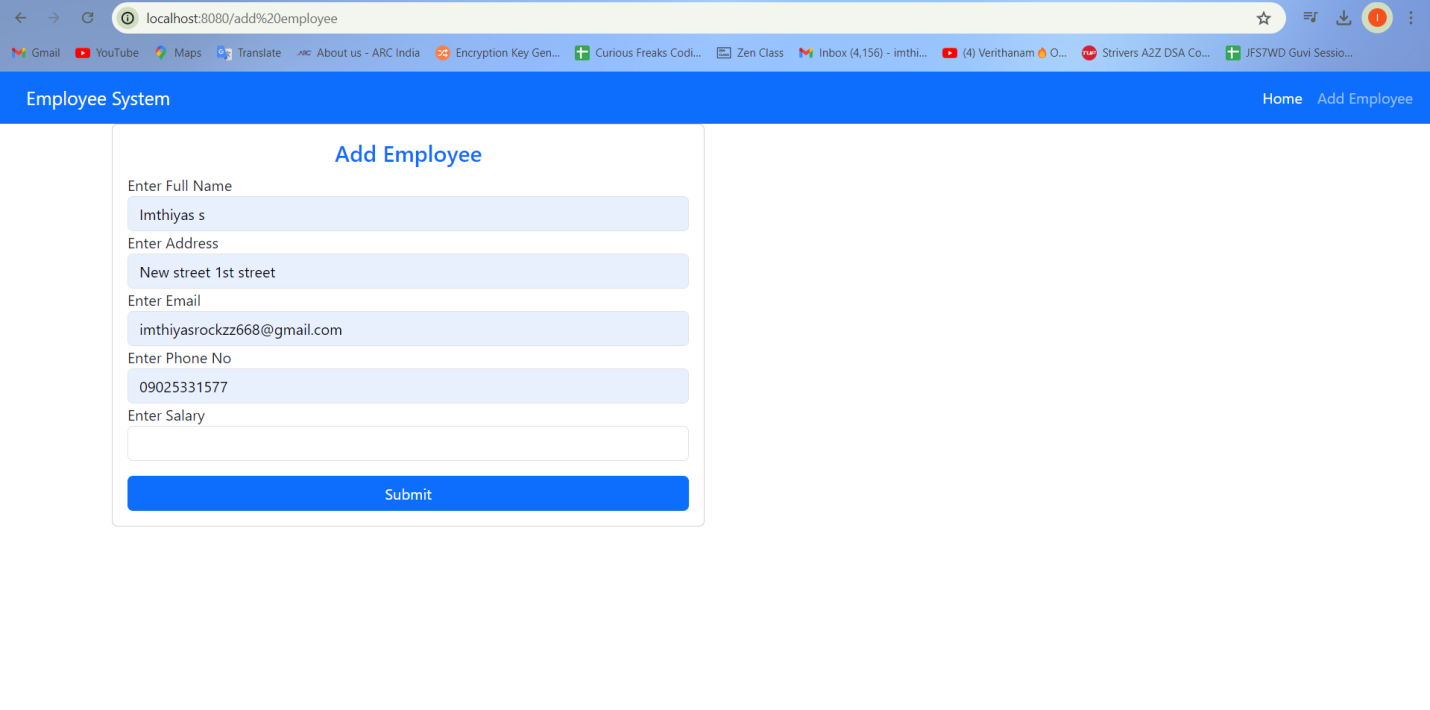 localhost:8080/add%20employee
Gmail YouTube Maps Translate ARC About us - ARC India Encryption Key Gen... Curious Freaks Codi... Zen Class Inbox (4,156) - imthi... (4) Verithanam🔥O... TUF Strivers A2Z DSA Co... JFS7WD Guvi Sessio...
Employee System Home Add Employee
Add Employee
Enter Full Name
Imthiyas s
Enter Address
New street 1st street
Enter Email
imthiyasrockzz668@gmail.com
Enter Phone No
09025331577
Enter Salary
Submit